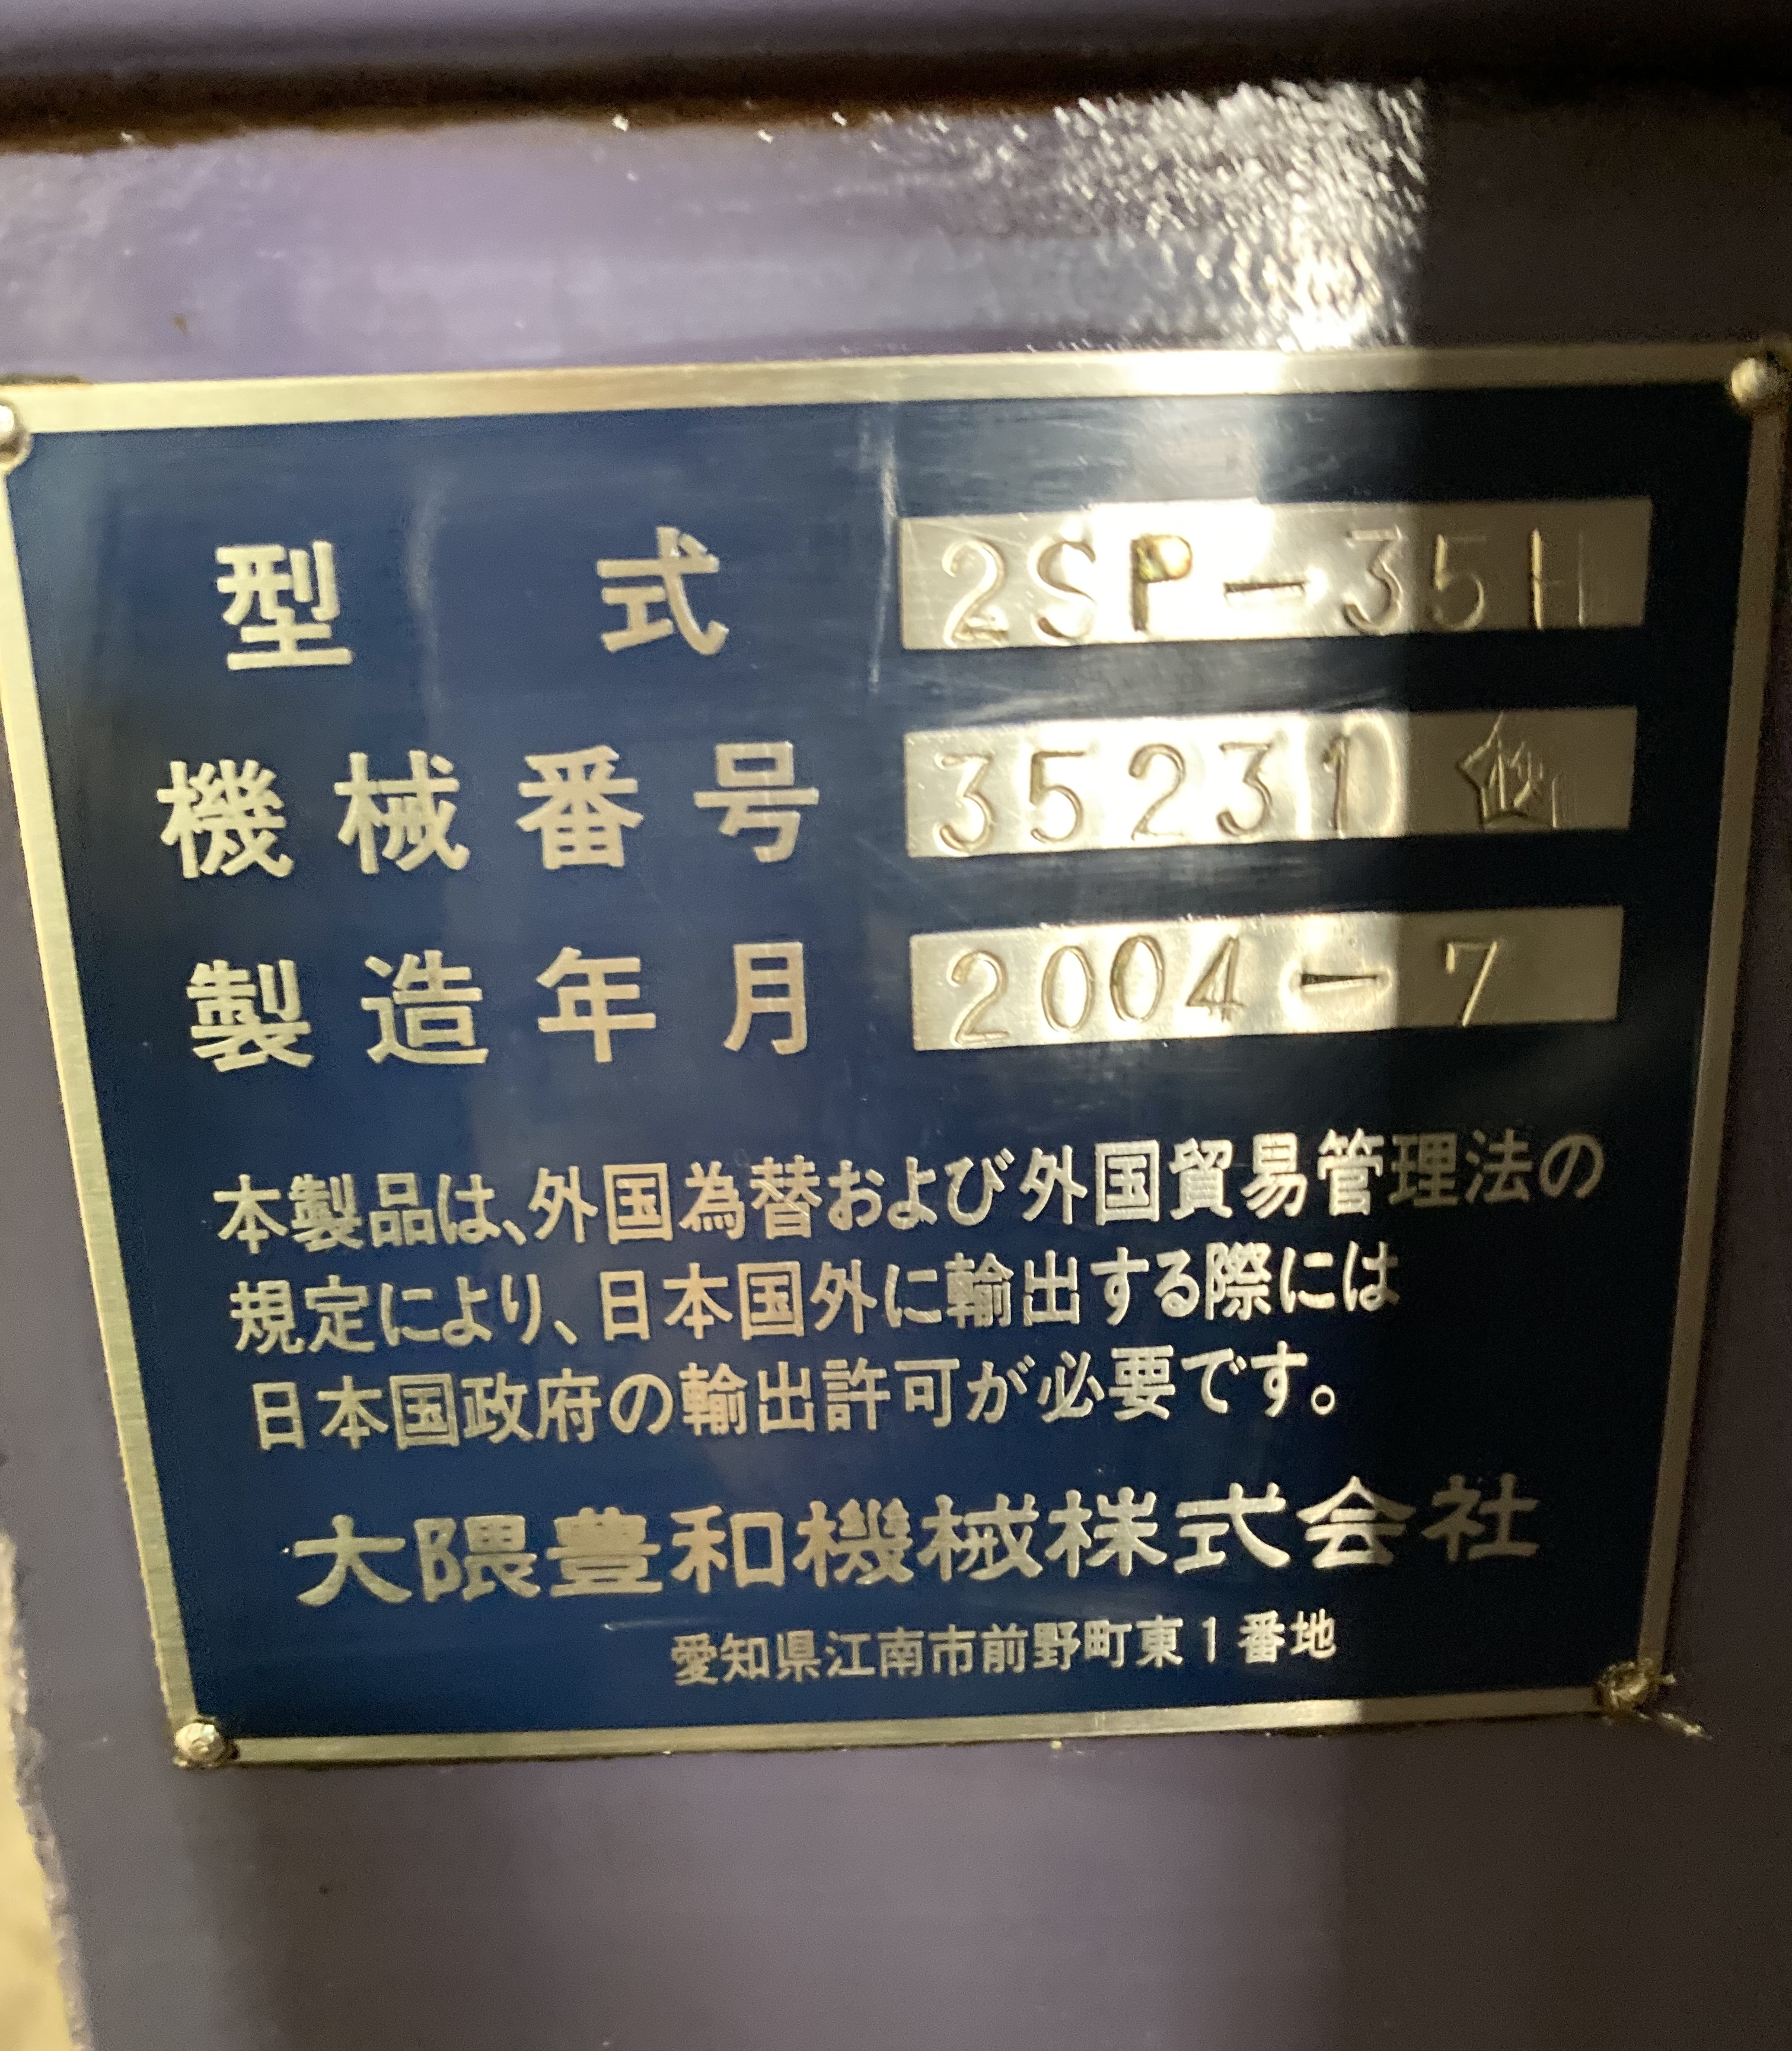 型式 2SP-35H
機械番号 35231
製造年月 2004-7
本製品は、外国為替および外国貿易管理法の
規定により、日本国外に輸出する際には
日本国政府の輸出許可が必要です。
大隈豊和機械株式会社
愛知県江南市前野町東1番地